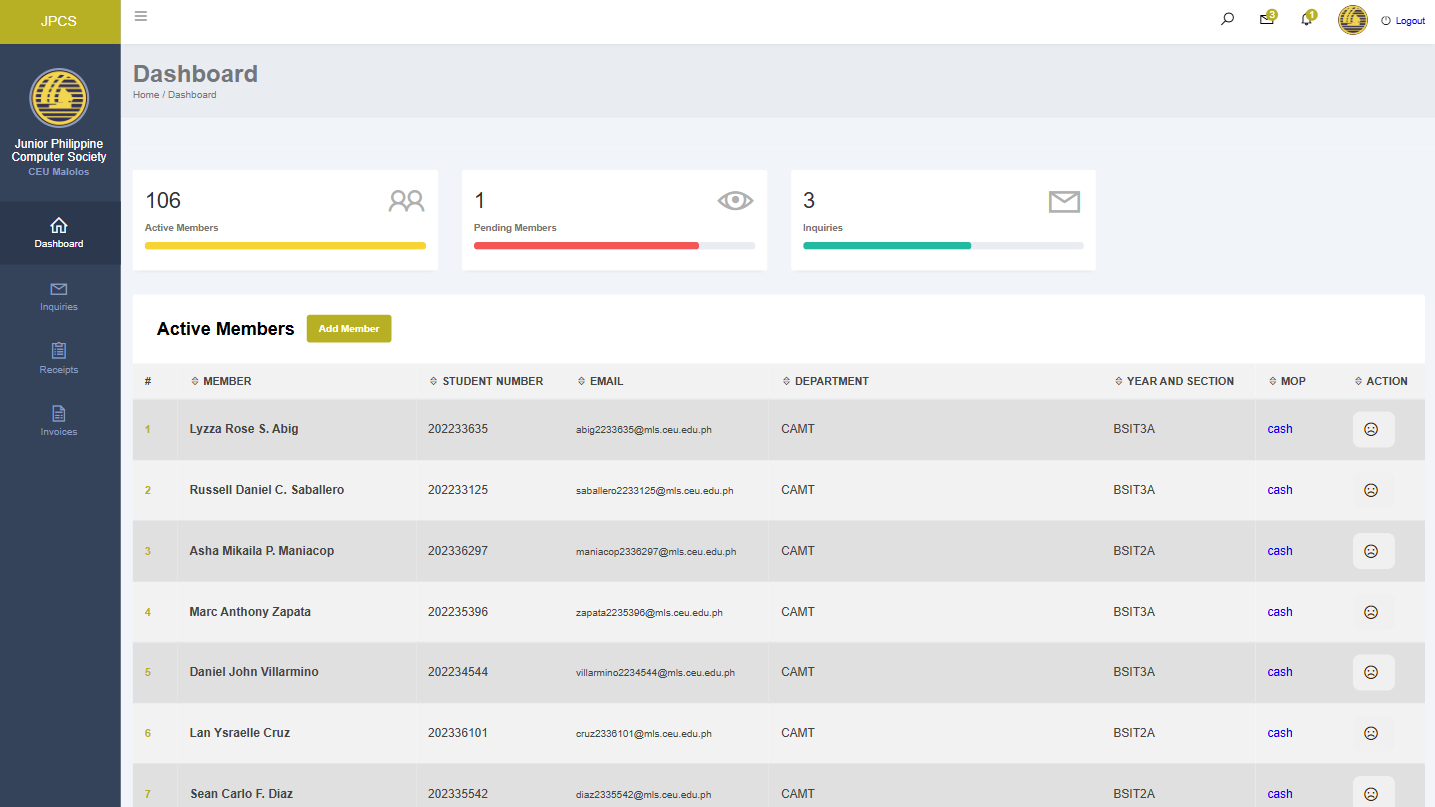 JPCS
3
1
Logout
Junior Philippine
Computer Society
CEU Malolos
Dashboard
Inquiries
Receipts
Invoices
Dashboard
Home / Dashboard
106
Active Members
1
Pending Members
3
Inquiries
Active Members Add Member
# MEMBER STUDENT NUMBER EMAIL DEPARTMENT YEAR AND SECTION MOP ACTION
1 Lyzza Rose S. Abig 202233635 abig2233635@mls.ceu.edu.ph CAMT BSIT3A cash
2 Russell Daniel C. Saballero 202233125 saballero2233125@mls.ceu.edu.ph CAMT BSIT3A cash
3 Asha Mikaila P. Maniacop 202336297 maniacop2336297@mls.ceu.edu.ph CAMT BSIT2A cash
4 Marc Anthony Zapata 202235396 zapata2235396@mls.ceu.edu.ph CAMT BSIT3A cash
5 Daniel John Villarmino 202234544 villarmino2234544@mls.ceu.edu.ph CAMT BSIT3A cash
6 Lan Ysraelle Cruz 202336101 cruz2336101@mls.ceu.edu.ph CAMT BSIT2A cash
7 Sean Carlo F. Diaz 202335542 diaz2335542@mls.ceu.edu.ph CAMT BSIT2A cash